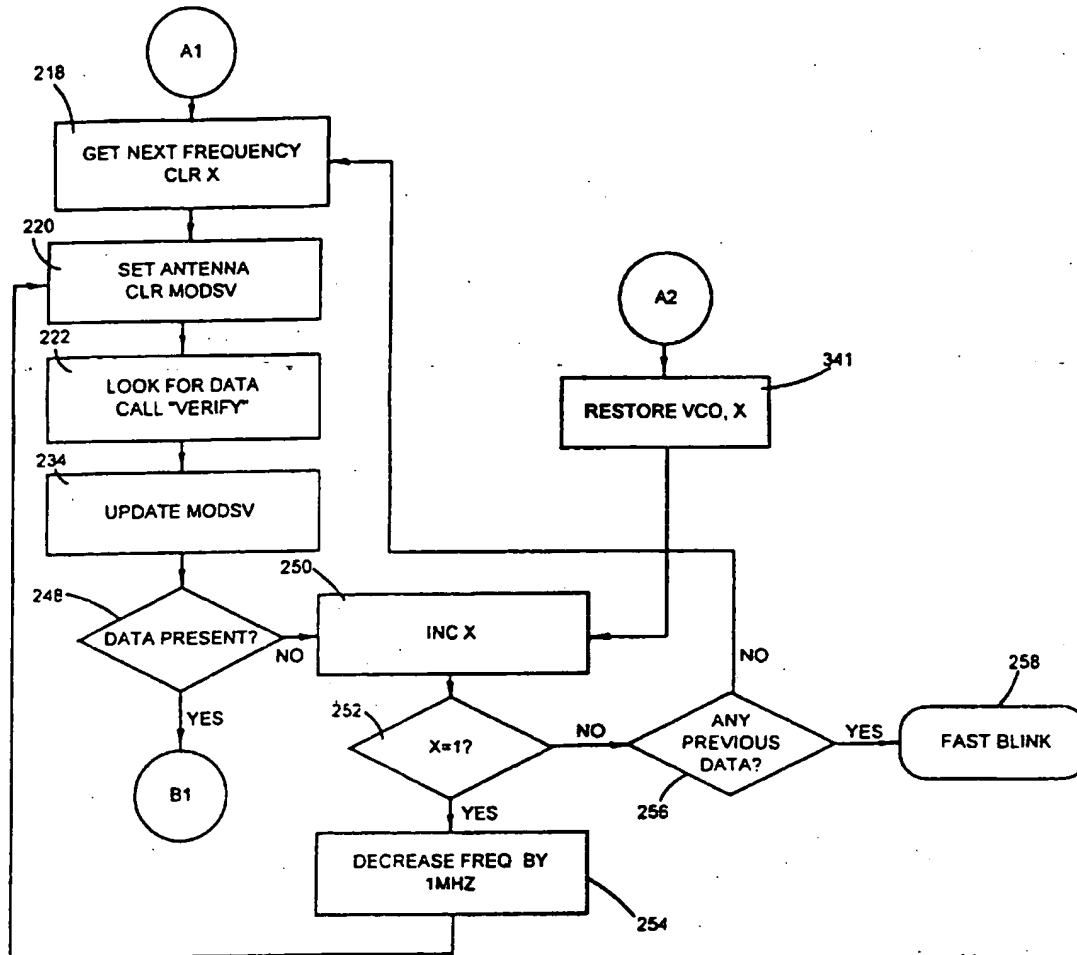 A1
218
GET NEXT FREQUENCY
CLR X
220
SET ANTENNA
CLR MODSV
A2
222
LOOK FOR DATA
CALL "VERIFY"
341
RESTORE VCO, X
234
UPDATE MODSV
248
DATA PRESENT?
NO
YES
B1
250
INC X
252
X=1?
NO
YES
NO
ANY
PREVIOUS
DATA?
256
YES
258
FAST BLINK
DECREASE FREQ BY
1MHZ
254